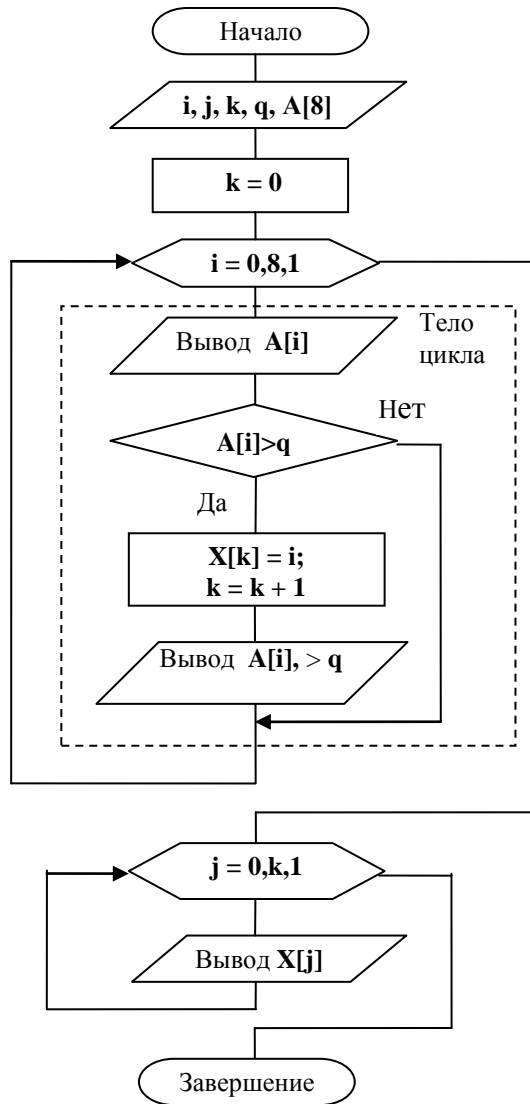 Начало
i, j, k, q, A[8]
k = 0
i = 0,8,1
Тело
цикла
Вывод A[i]
Нет
A[i]>q
Да
X[k] = i;
k = k + 1
Вывод A[i], > q
j = 0,k,1
Вывод X[j]
Завершение